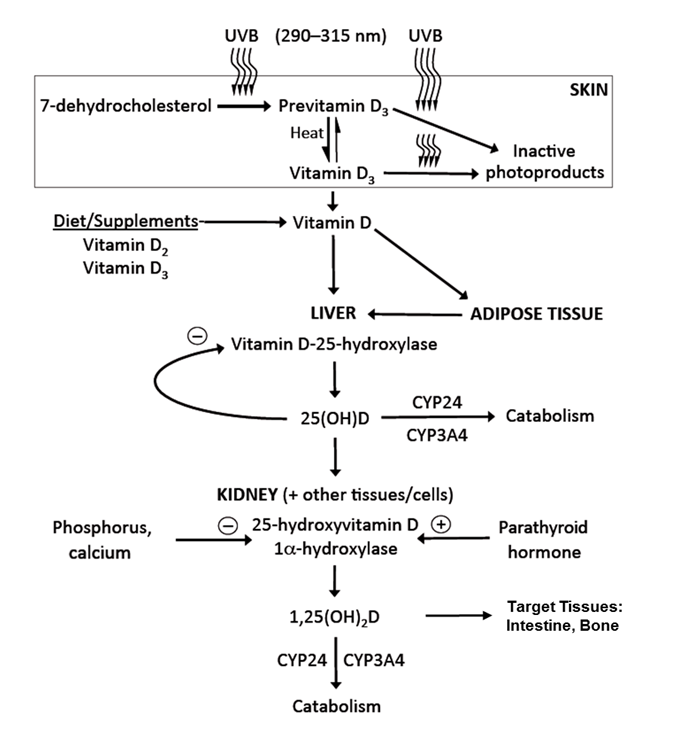 UVB (290–315 nm) UVB
SKIN
7-dehydrocholesterol Previtamin D₃
Heat
Inactive
photoproducts
Vitamin D₃
Diet/Supplements
Vitamin D₂
Vitamin D₃
Vitamin D
LIVER ADIPOSE TISSUE
− Vitamin D-25-hydroxylase
25(OH)D CYP24 Catabolism
CYP3A4
KIDNEY (+ other tissues/cells)
Phosphorus,
calcium
− 25-hydroxyvitamin D +
1α-hydroxylase
Parathyroid
hormone
1,25(OH)₂D
Target Tissues:
Intestine, Bone
CYP24 CYP3A4
Catabolism